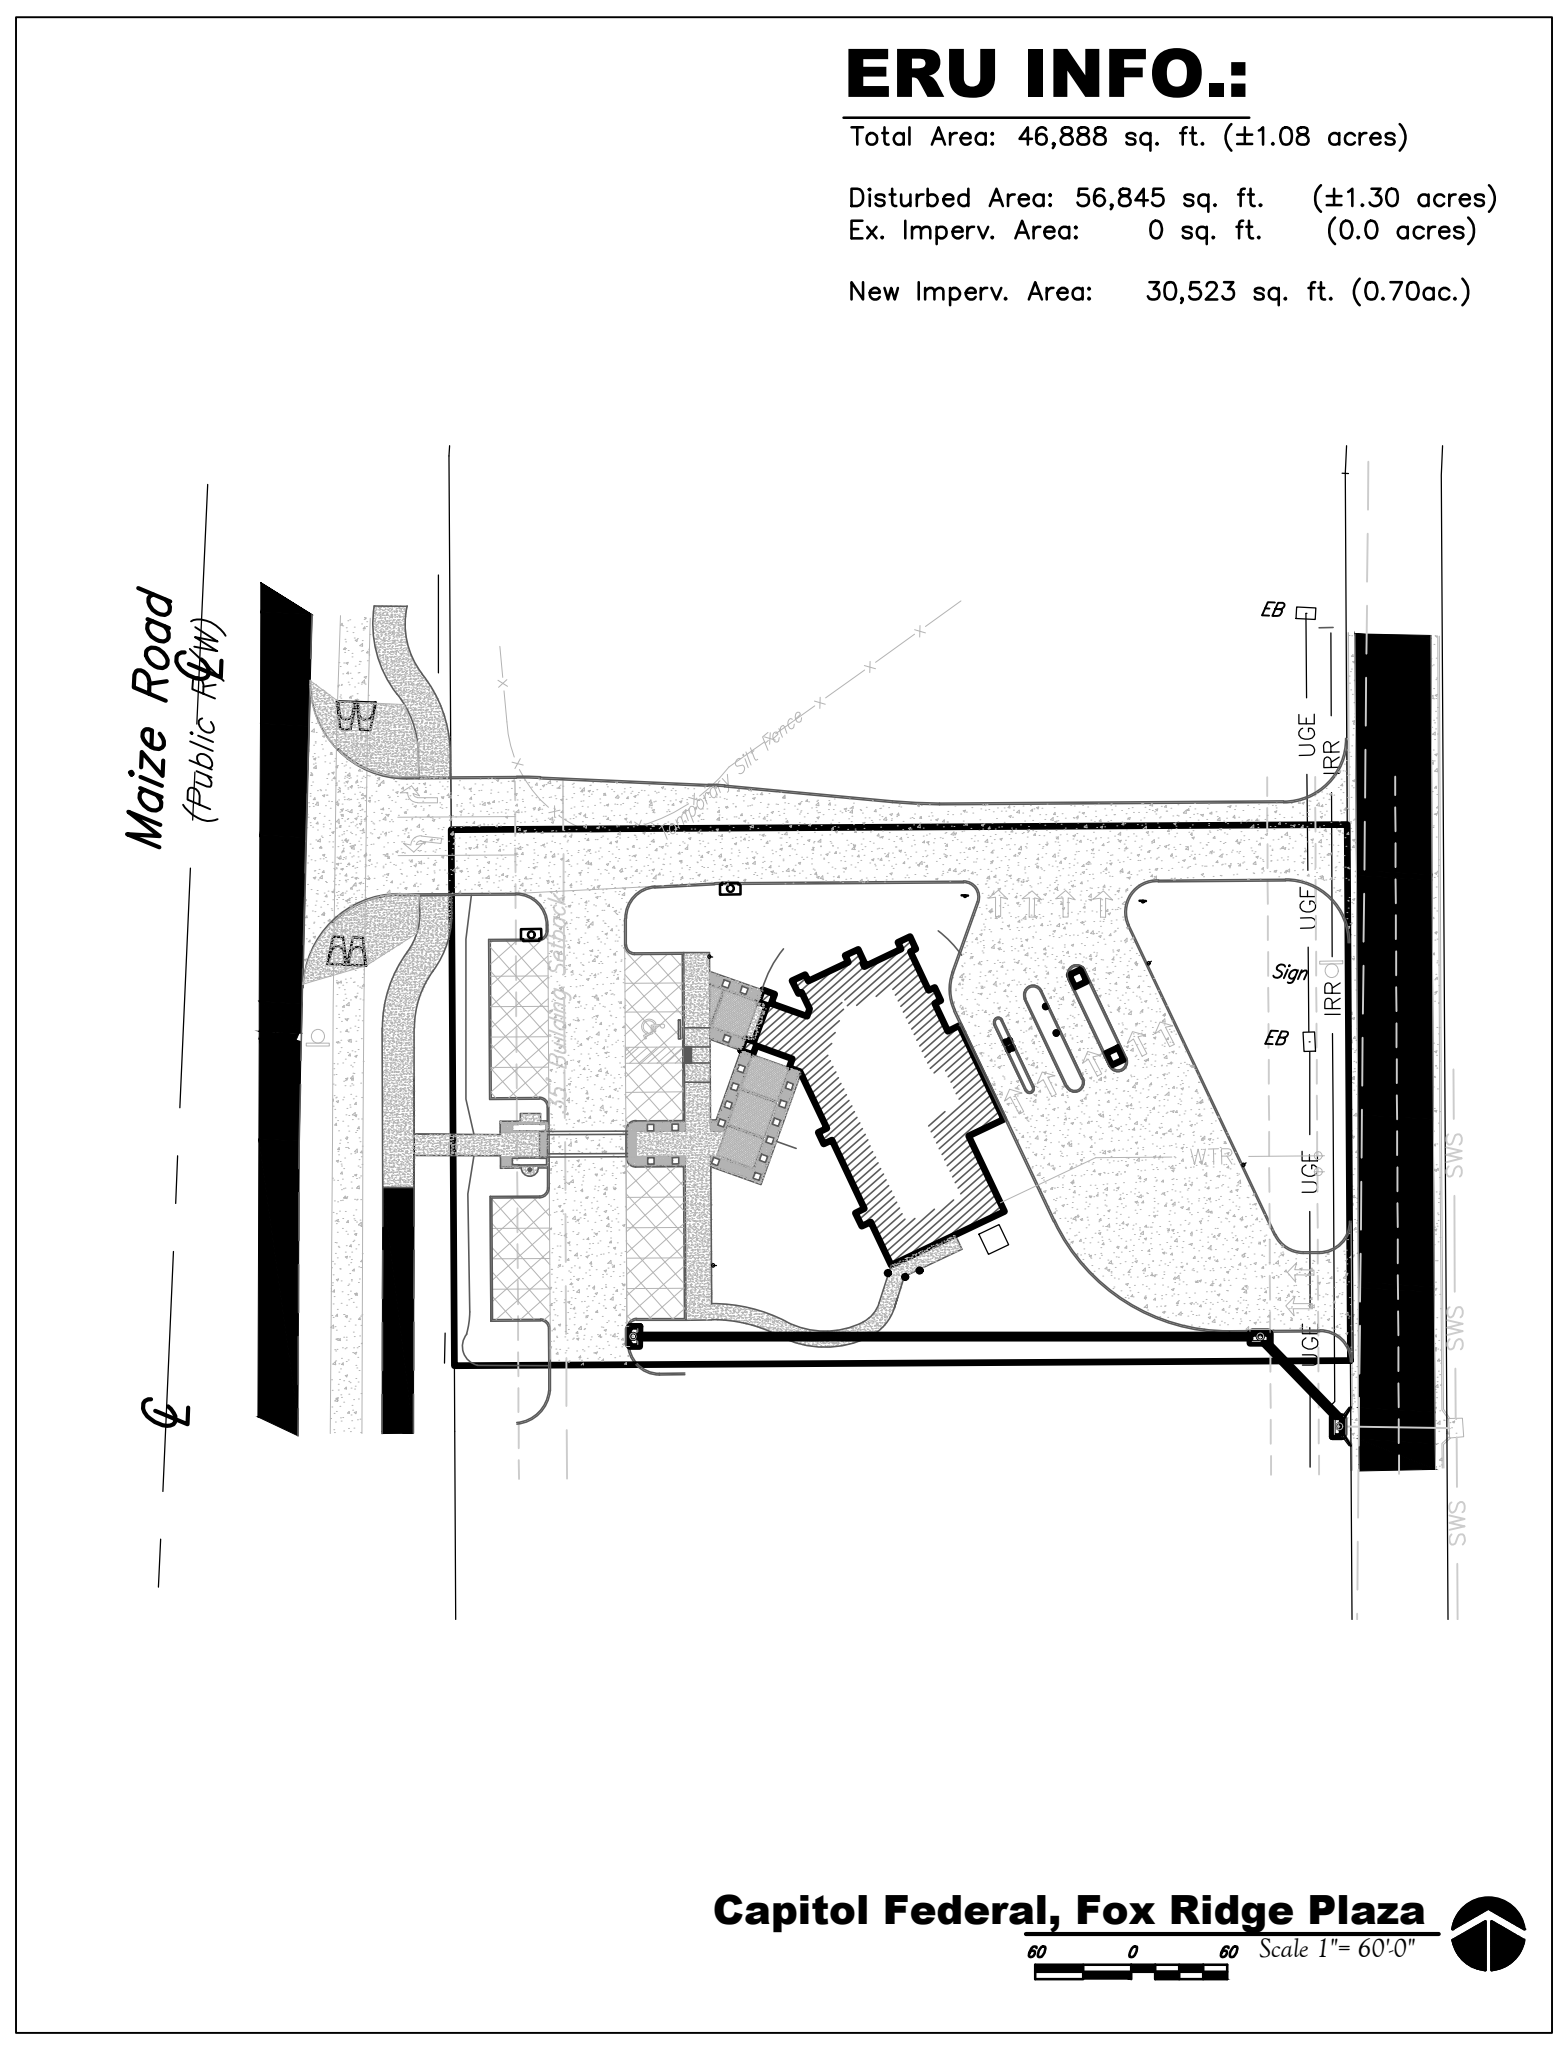 ERU INFO.:
Total Area: 46,888 sq. ft. (±1.08 acres)
Disturbed Area: 56,845 sq. ft. (±1.30 acres)
Ex. Imperv. Area: 0 sq. ft. (0.0 acres)
New Imperv. Area: 30,523 sq. ft. (0.70ac.)
Maize Road
(Public R/W)
℄
Temporary Silt Fence
X
X
X
X
X
X
EB
UGE
IRR
UGE
35' Building Setback
Sign
IRR
EB
WTR
UGE
SWS
UGE
SWS
℄
SWS
Capitol Federal, Fox Ridge Plaza
60 0 60
Scale 1"= 60'-0"